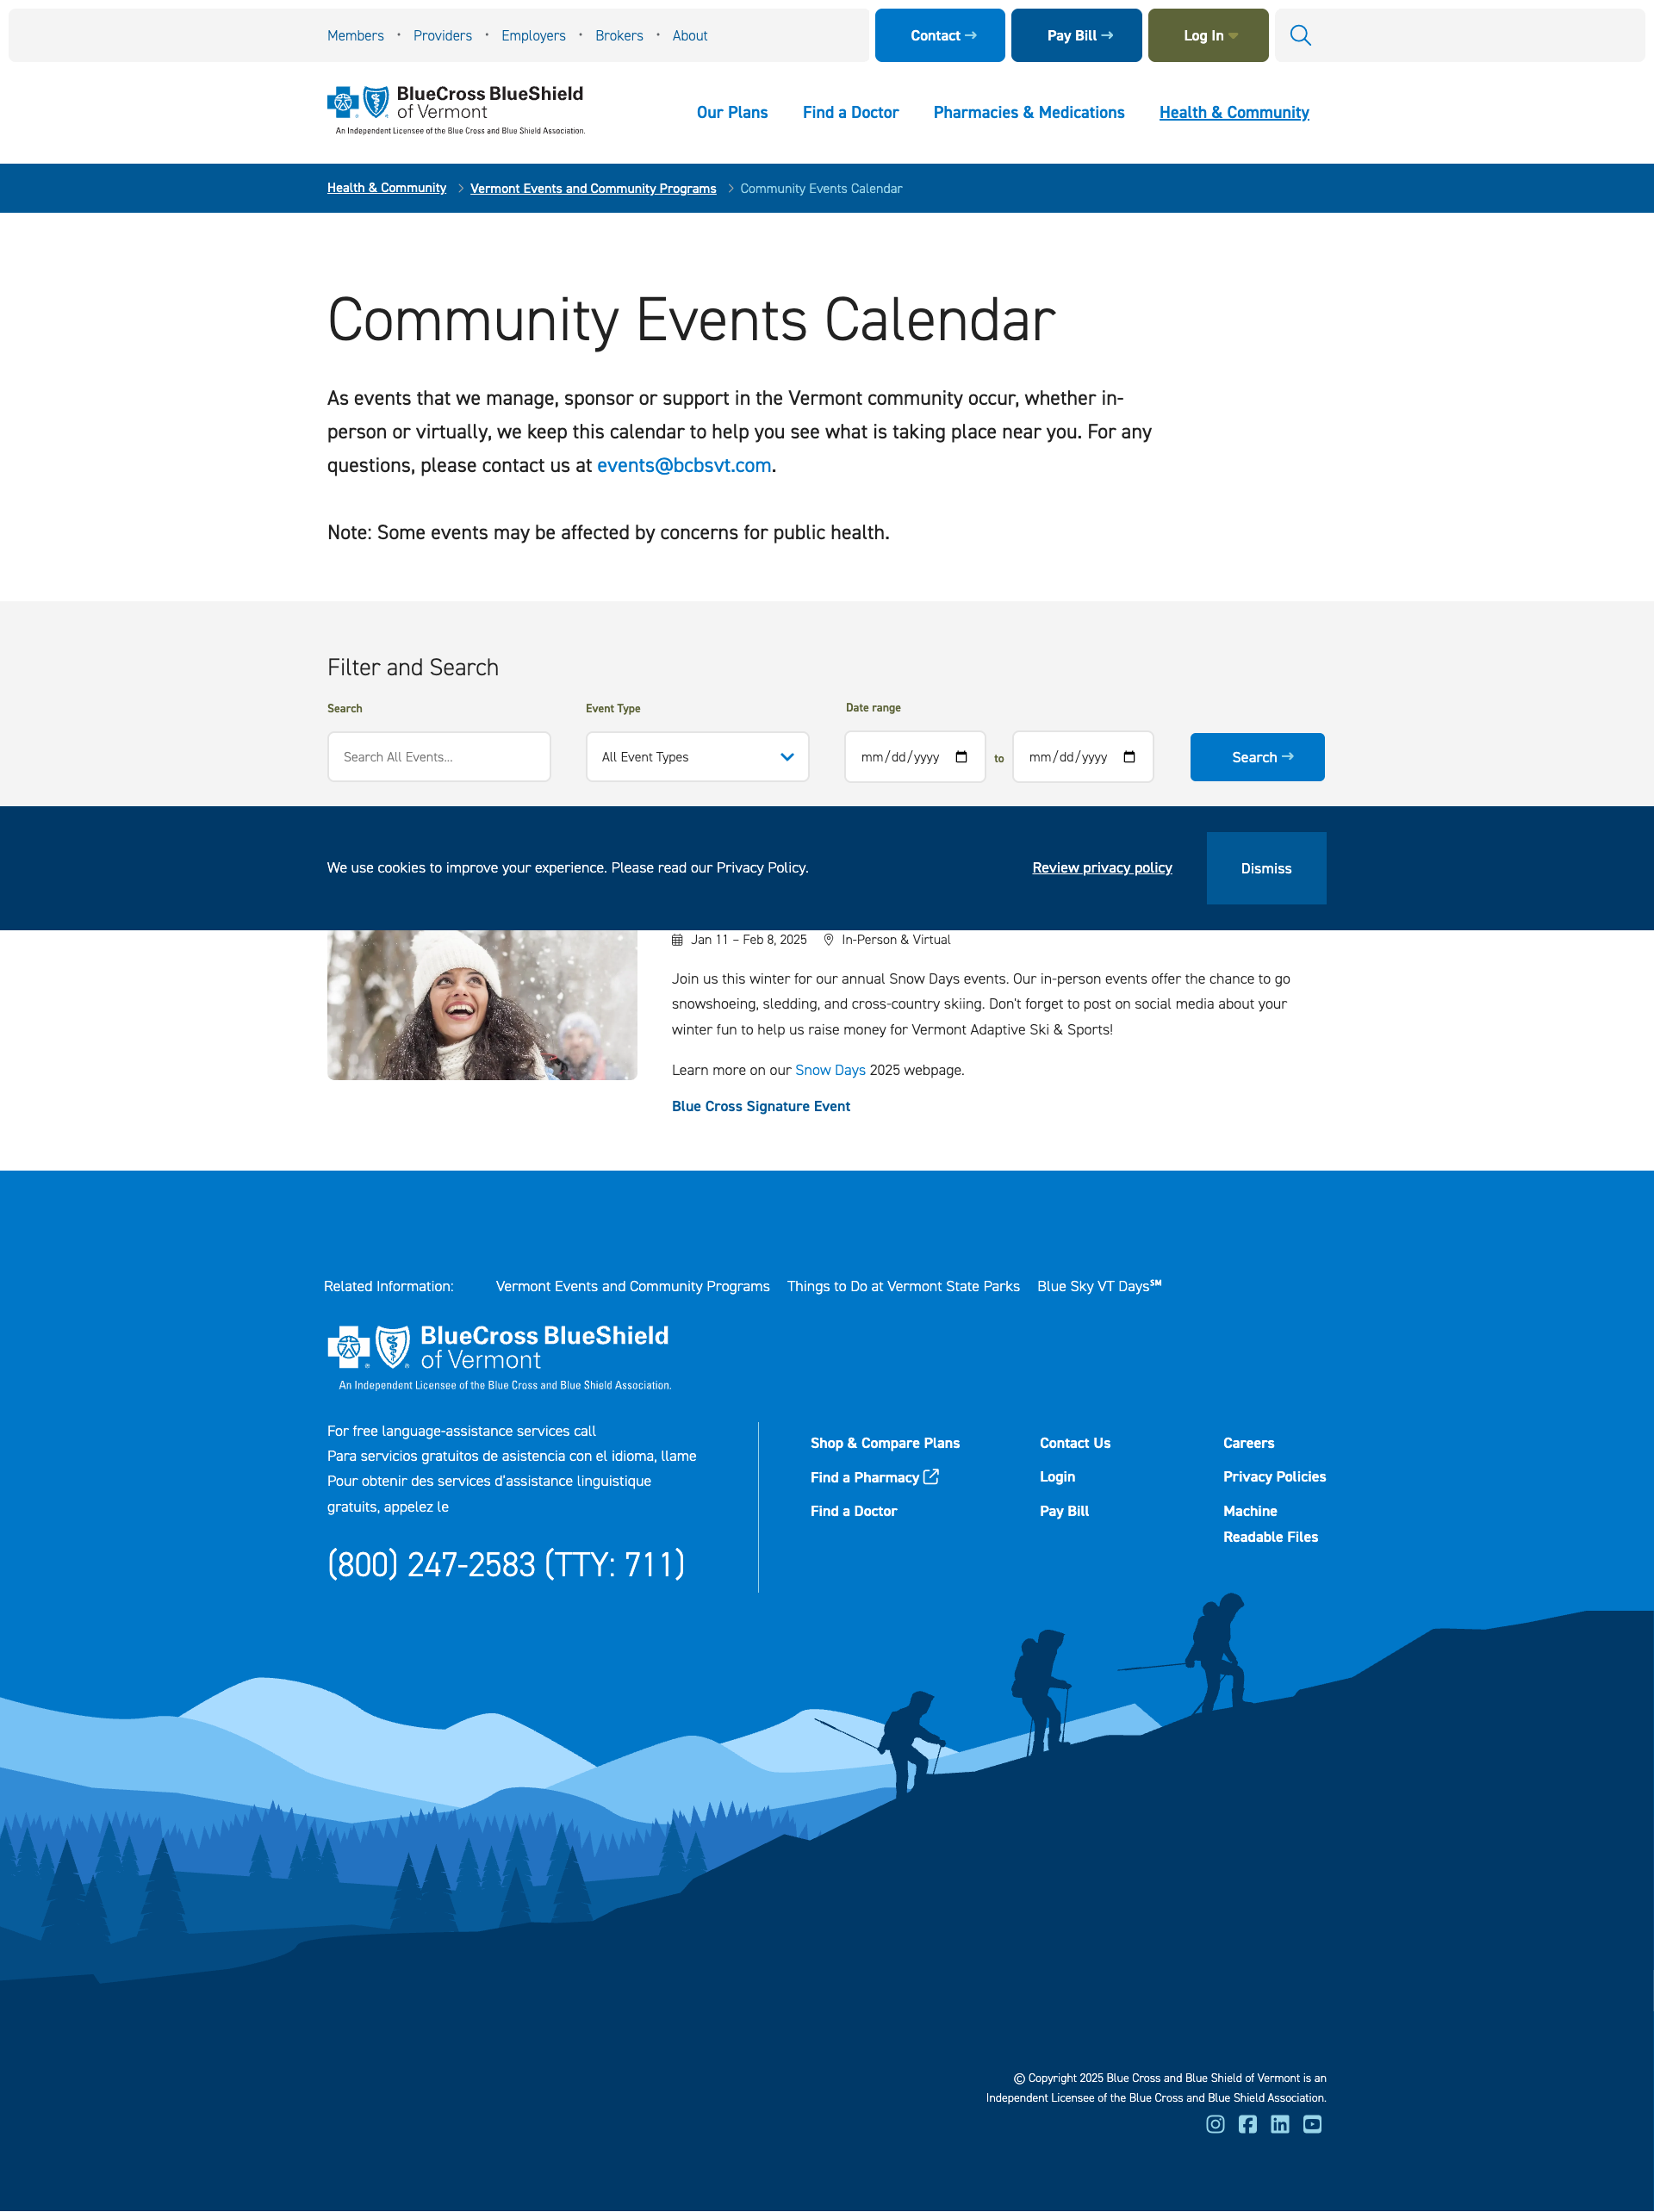 Members • Providers • Employers • Brokers • About
Contact → Pay Bill → Log In
BlueCross BlueShield
of Vermont
An Independent Licensee of the Blue Cross and Blue Shield Association.
Our Plans Find a Doctor Pharmacies & Medications Health & Community
Health & Community > Vermont Events and Community Programs > Community Events Calendar
Community Events Calendar
As events that we manage, sponsor or support in the Vermont community occur, whether in-
person or virtually, we keep this calendar to help you see what is taking place near you. For any
questions, please contact us at events@bcbsvt.com.
Note: Some events may be affected by concerns for public health.
Filter and Search
Search Event Type Date range
Search All Events... All Event Types mm/dd/yyyy to mm/dd/yyyy Search →
We use cookies to improve your experience. Please read our Privacy Policy. Review privacy policy Dismiss
Jan 11 – Feb 8, 2025 In-Person & Virtual
Join us this winter for our annual Snow Days events. Our in-person events offer the chance to go
snowshoeing, sledding, and cross-country skiing. Don't forget to post on social media about your
winter fun to help us raise money for Vermont Adaptive Ski & Sports!
Learn more on our Snow Days 2025 webpage.
Blue Cross Signature Event
Related Information: Vermont Events and Community Programs Things to Do at Vermont State Parks Blue Sky VT Days℠
BlueCross BlueShield
of Vermont
An Independent Licensee of the Blue Cross and Blue Shield Association.
For free language-assistance services call
Para servicios gratuitos de asistencia con el idioma, llame
Pour obtenir des services d'assistance linguistique
gratuits, appelez le
(800) 247-2583 (TTY: 711)
Shop & Compare Plans
Find a Pharmacy
Find a Doctor
Contact Us
Login
Pay Bill
Careers
Privacy Policies
Machine
Readable Files
© Copyright 2025 Blue Cross and Blue Shield of Vermont is an
Independent Licensee of the Blue Cross and Blue Shield Association.